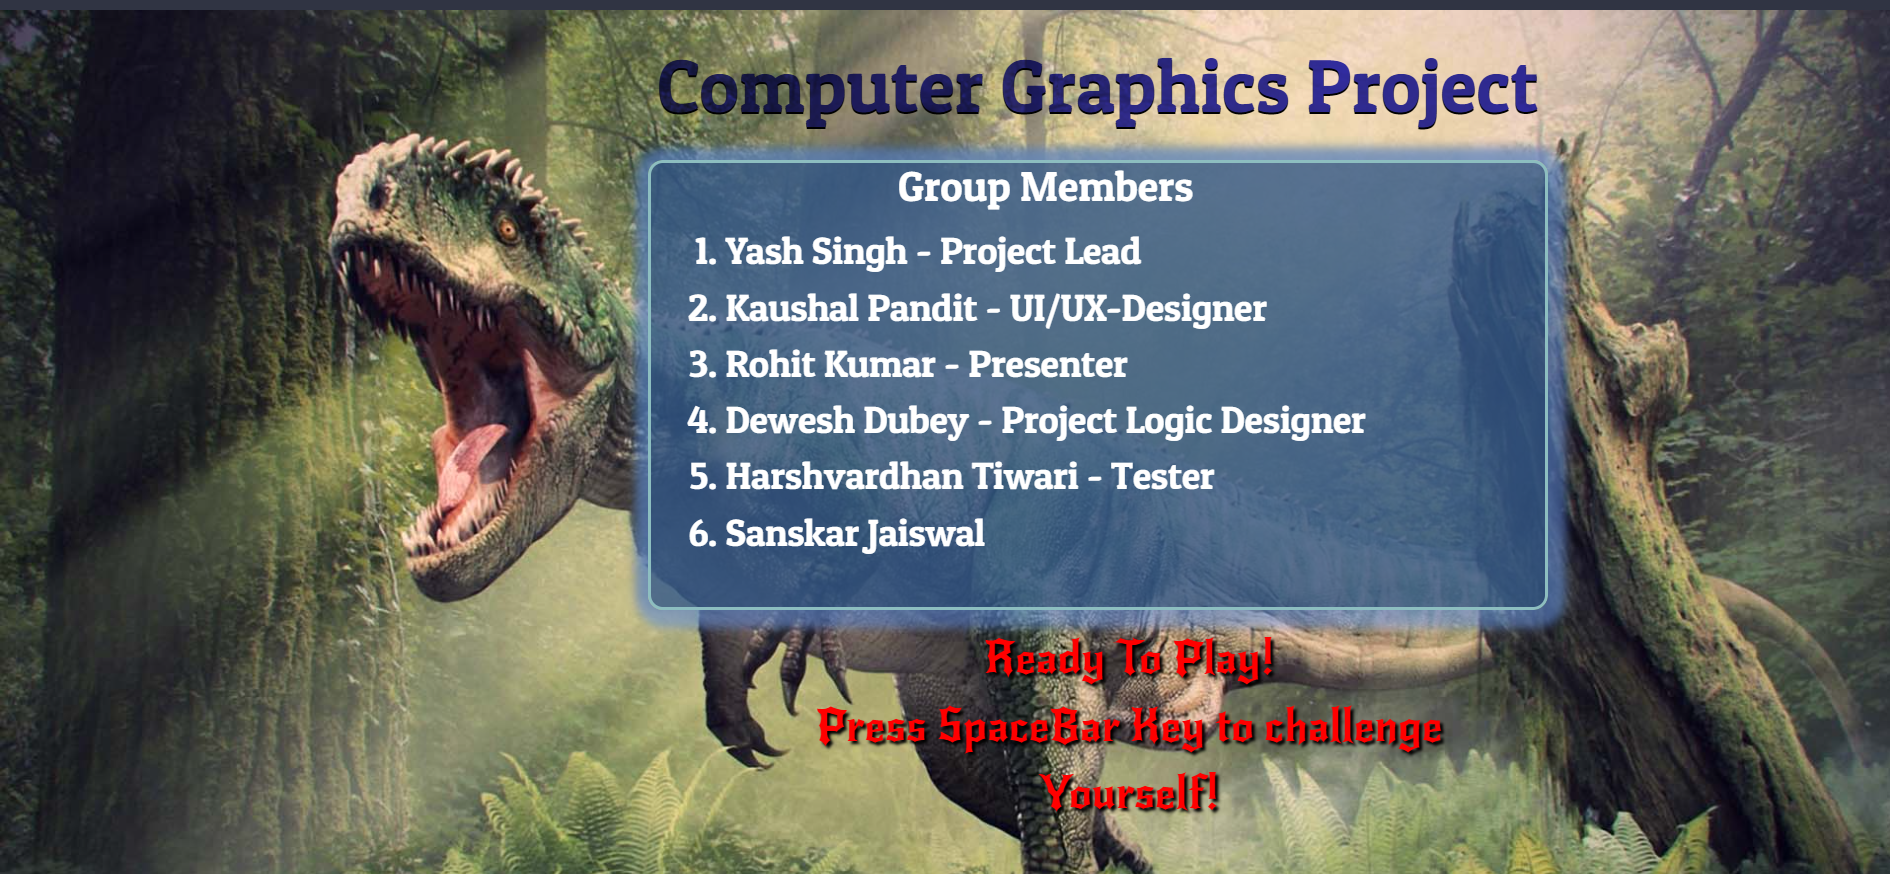 Computer Graphics Project
Group Members
1. Yash Singh - Project Lead
2. Kaushal Pandit - UI/UX-Designer
3. Rohit Kumar - Presenter
4. Dewesh Dubey - Project Logic Designer
5. Harshvardhan Tiwari - Tester
6. Sanskar Jaiswal
Ready To Play!
Press SpaceBar Key to challenge
Yourself!